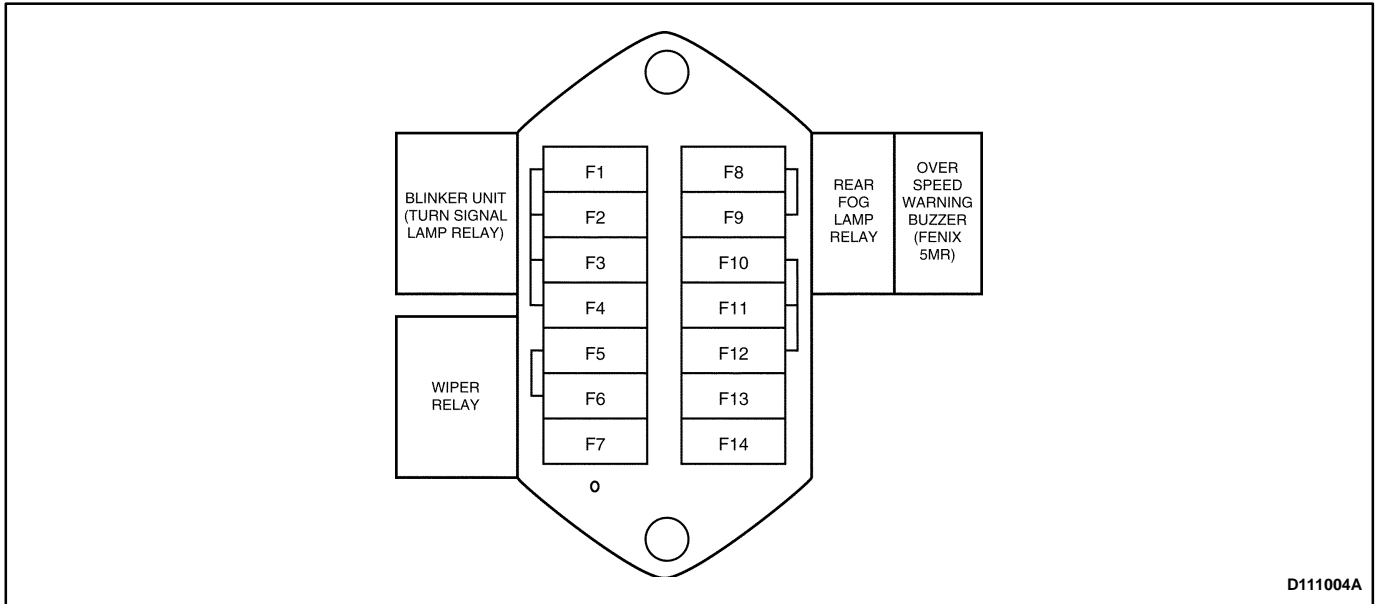 BLINKER UNIT
(TURN SIGNAL
LAMP RELAY)
WIPER
RELAY
F1
F2
F3
F4
F5
F6
F7
F8
F9
F10
F11
F12
F13
F14
REAR
FOG
LAMP
RELAY
OVER
SPEED
WARNING
BUZZER
(FENIX
5MR)
D111004A